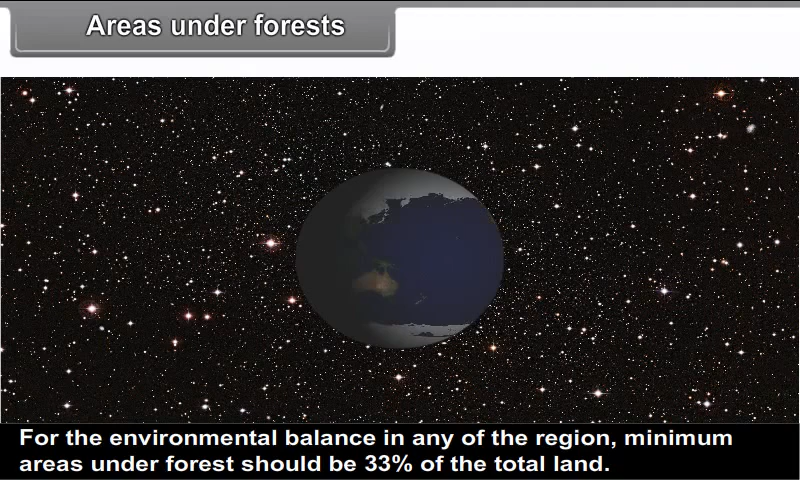 Areas under forests
For the environmental balance in any of the region, minimum
areas under forest should be 33% of the total land.